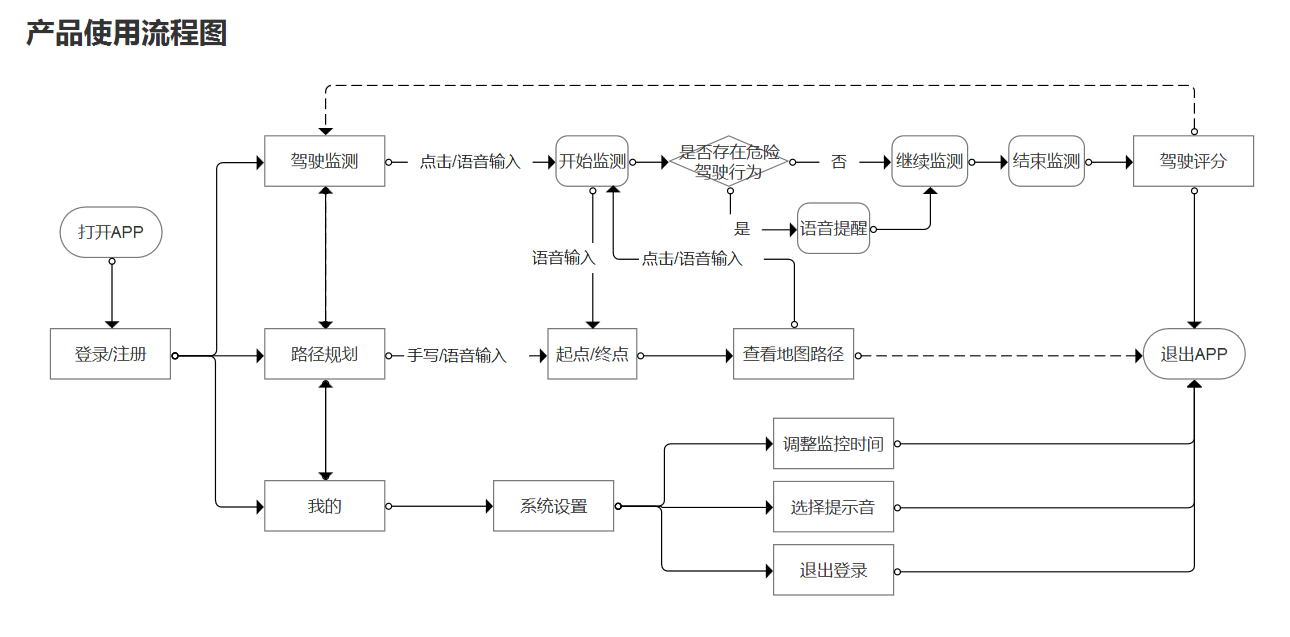 产品使用流程图
驾驶监测
点击/语音输入
开始监测
是否存在危险
驾驶行为
否
继续监测
结束监测
驾驶评分
打开APP
是
语音提醒
语音输入
点击/语音输入
登录/注册
路径规划
手写/语音输入
起点/终点
查看地图路径
退出APP
调整监控时间
我的
系统设置
选择提示音
退出登录